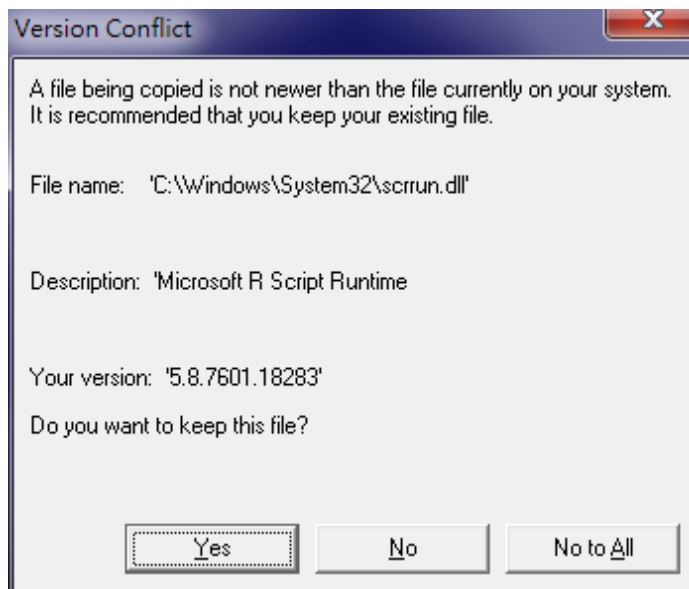 Version Conflict
A file being copied is not newer than the file currently on your system.
It is recommended that you keep your existing file.
File name: 'C:\Windows\System32\scrrun.dll'
Description: 'Microsoft R Script Runtime
Your version: '5.8.7601.18283'
Do you want to keep this file?
Yes No No to All